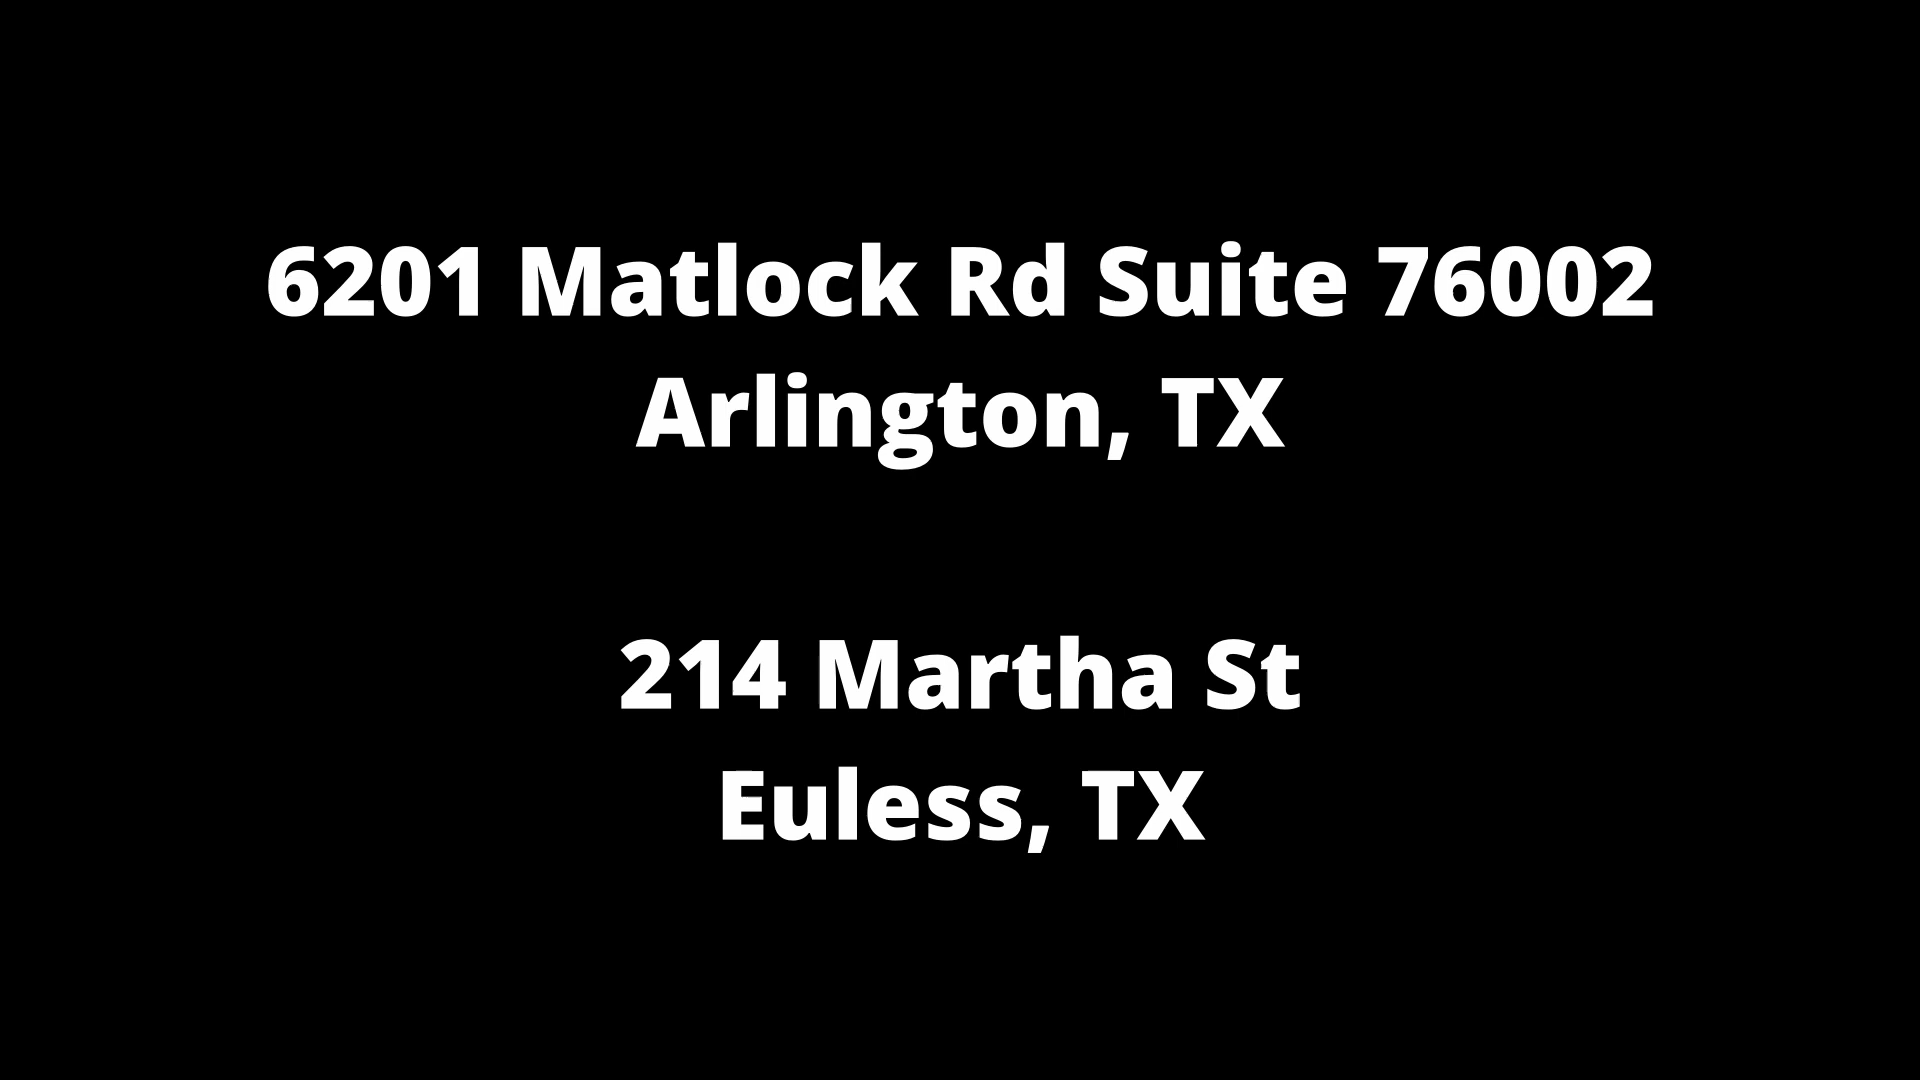 6201 Matlock Rd Suite 76002
Arlington, TX
214 Martha St
Euless, TX